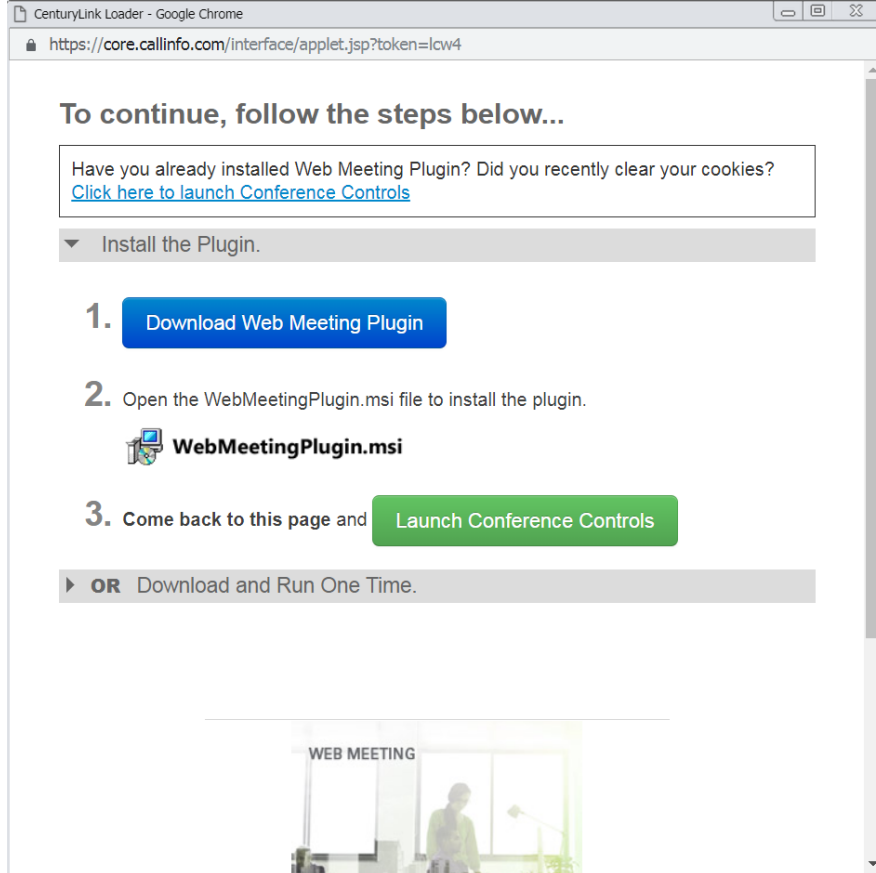 CenturyLink Loader - Google Chrome
https://core.callinfo.com/interface/applet.jsp?token=lcw4
To continue, follow the steps below...
Have you already installed Web Meeting Plugin? Did you recently clear your cookies?
Click here to launch Conference Controls
Install the Plugin.
1. Download Web Meeting Plugin
2. Open the WebMeetingPlugin.msi file to install the plugin.
WebMeetingPlugin.msi
3. Come back to this page and Launch Conference Controls
OR Download and Run One Time.
WEB MEETING